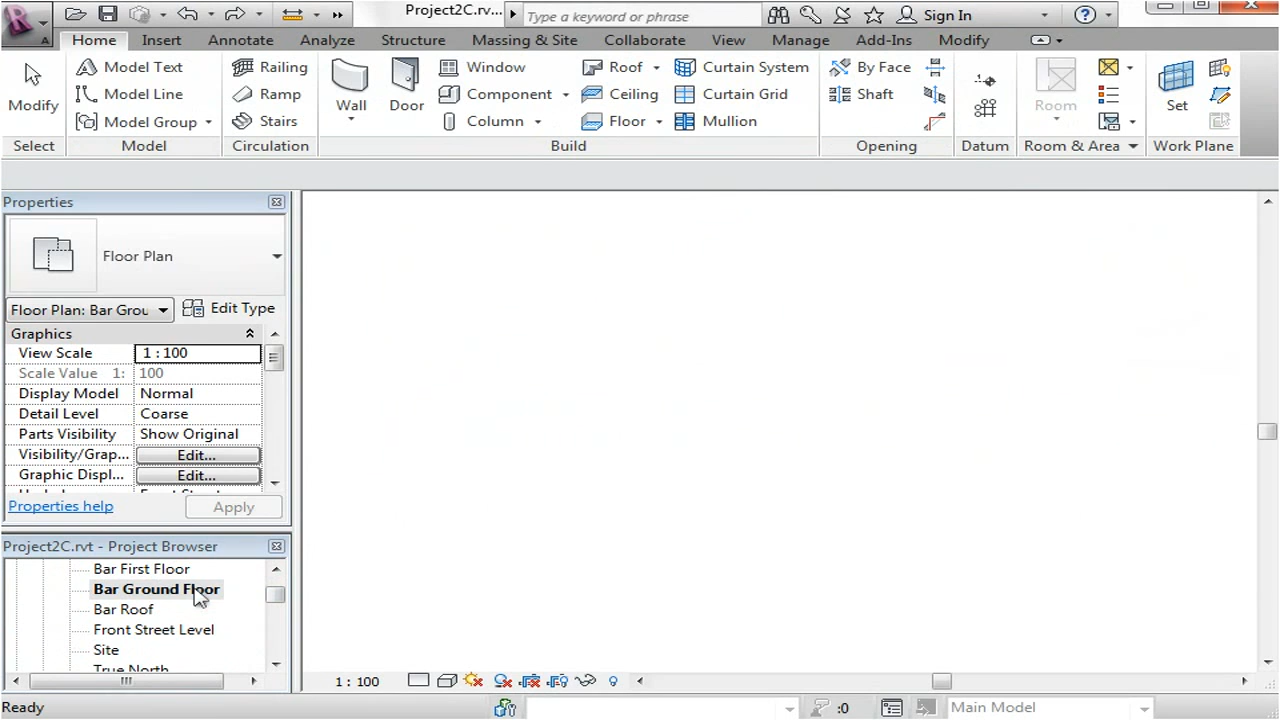 Project2C.rv... Type a keyword or phrase Sign In
Home Insert Annotate Analyze Structure Massing & Site Collaborate View Manage Add-Ins Modify
Model Text Railing Window Roof Curtain System By Face
Model Line Ramp Component Ceiling Curtain Grid Shaft
Modify Wall Door Room Set
Model Group Stairs Column Floor Mullion
Select Model Circulation Build Opening Datum Room & Area Work Plane
Properties
Floor Plan
Floor Plan: Bar Grou Edit Type
Graphics
View Scale 1 : 100
Scale Value 1: 100
Display Model Normal
Detail Level Coarse
Parts Visibility Show Original
Visibility/Grap... Edit...
Graphic Displ... Edit...
Properties help Apply
Project2C.rvt - Project Browser
Bar First Floor
Bar Ground Floor
Bar Roof
Front Street Level
Site
True North
1 : 100
Ready :0 Main Model